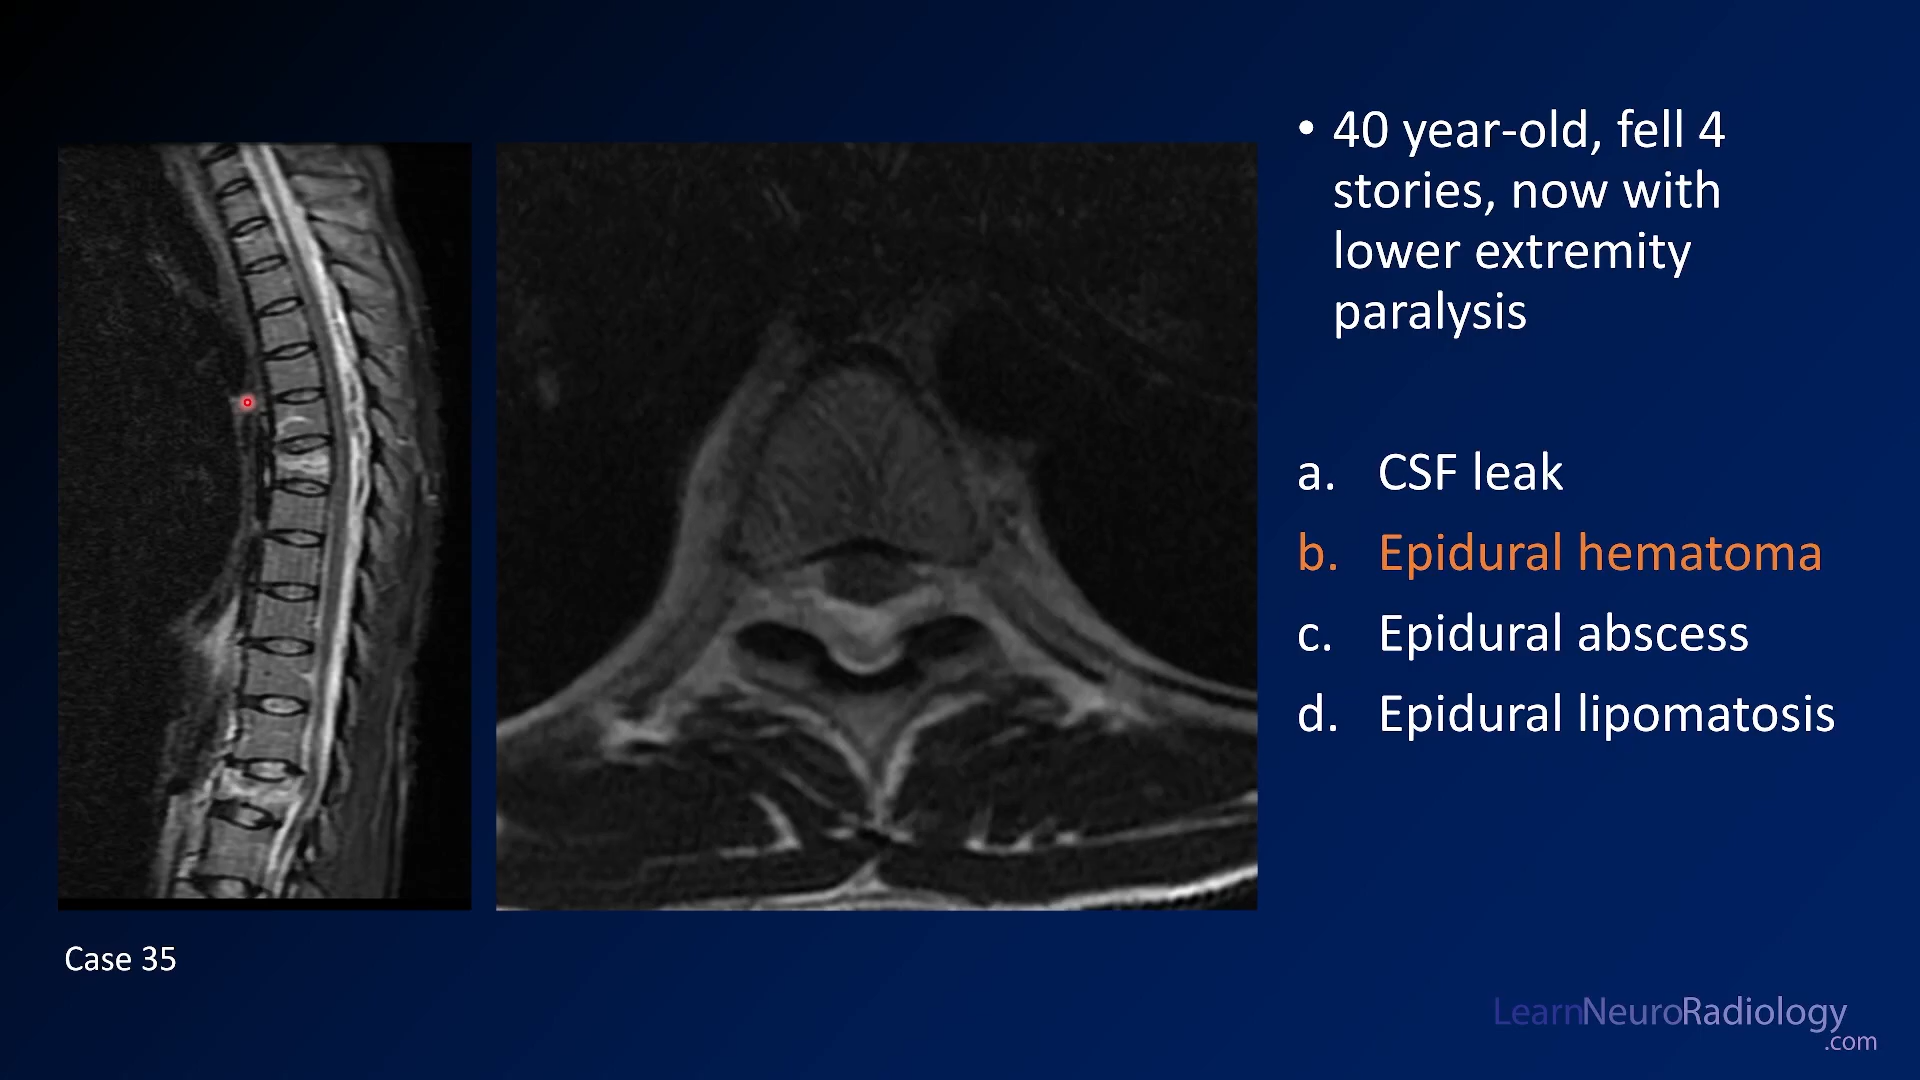 • 40 year-old, fell 4
stories, now with
lower extremity
paralysis
a. CSF leak
b. Epidural hematoma
c. Epidural abscess
d. Epidural lipomatosis
Case 35
LearnNeuroRadiology
.com